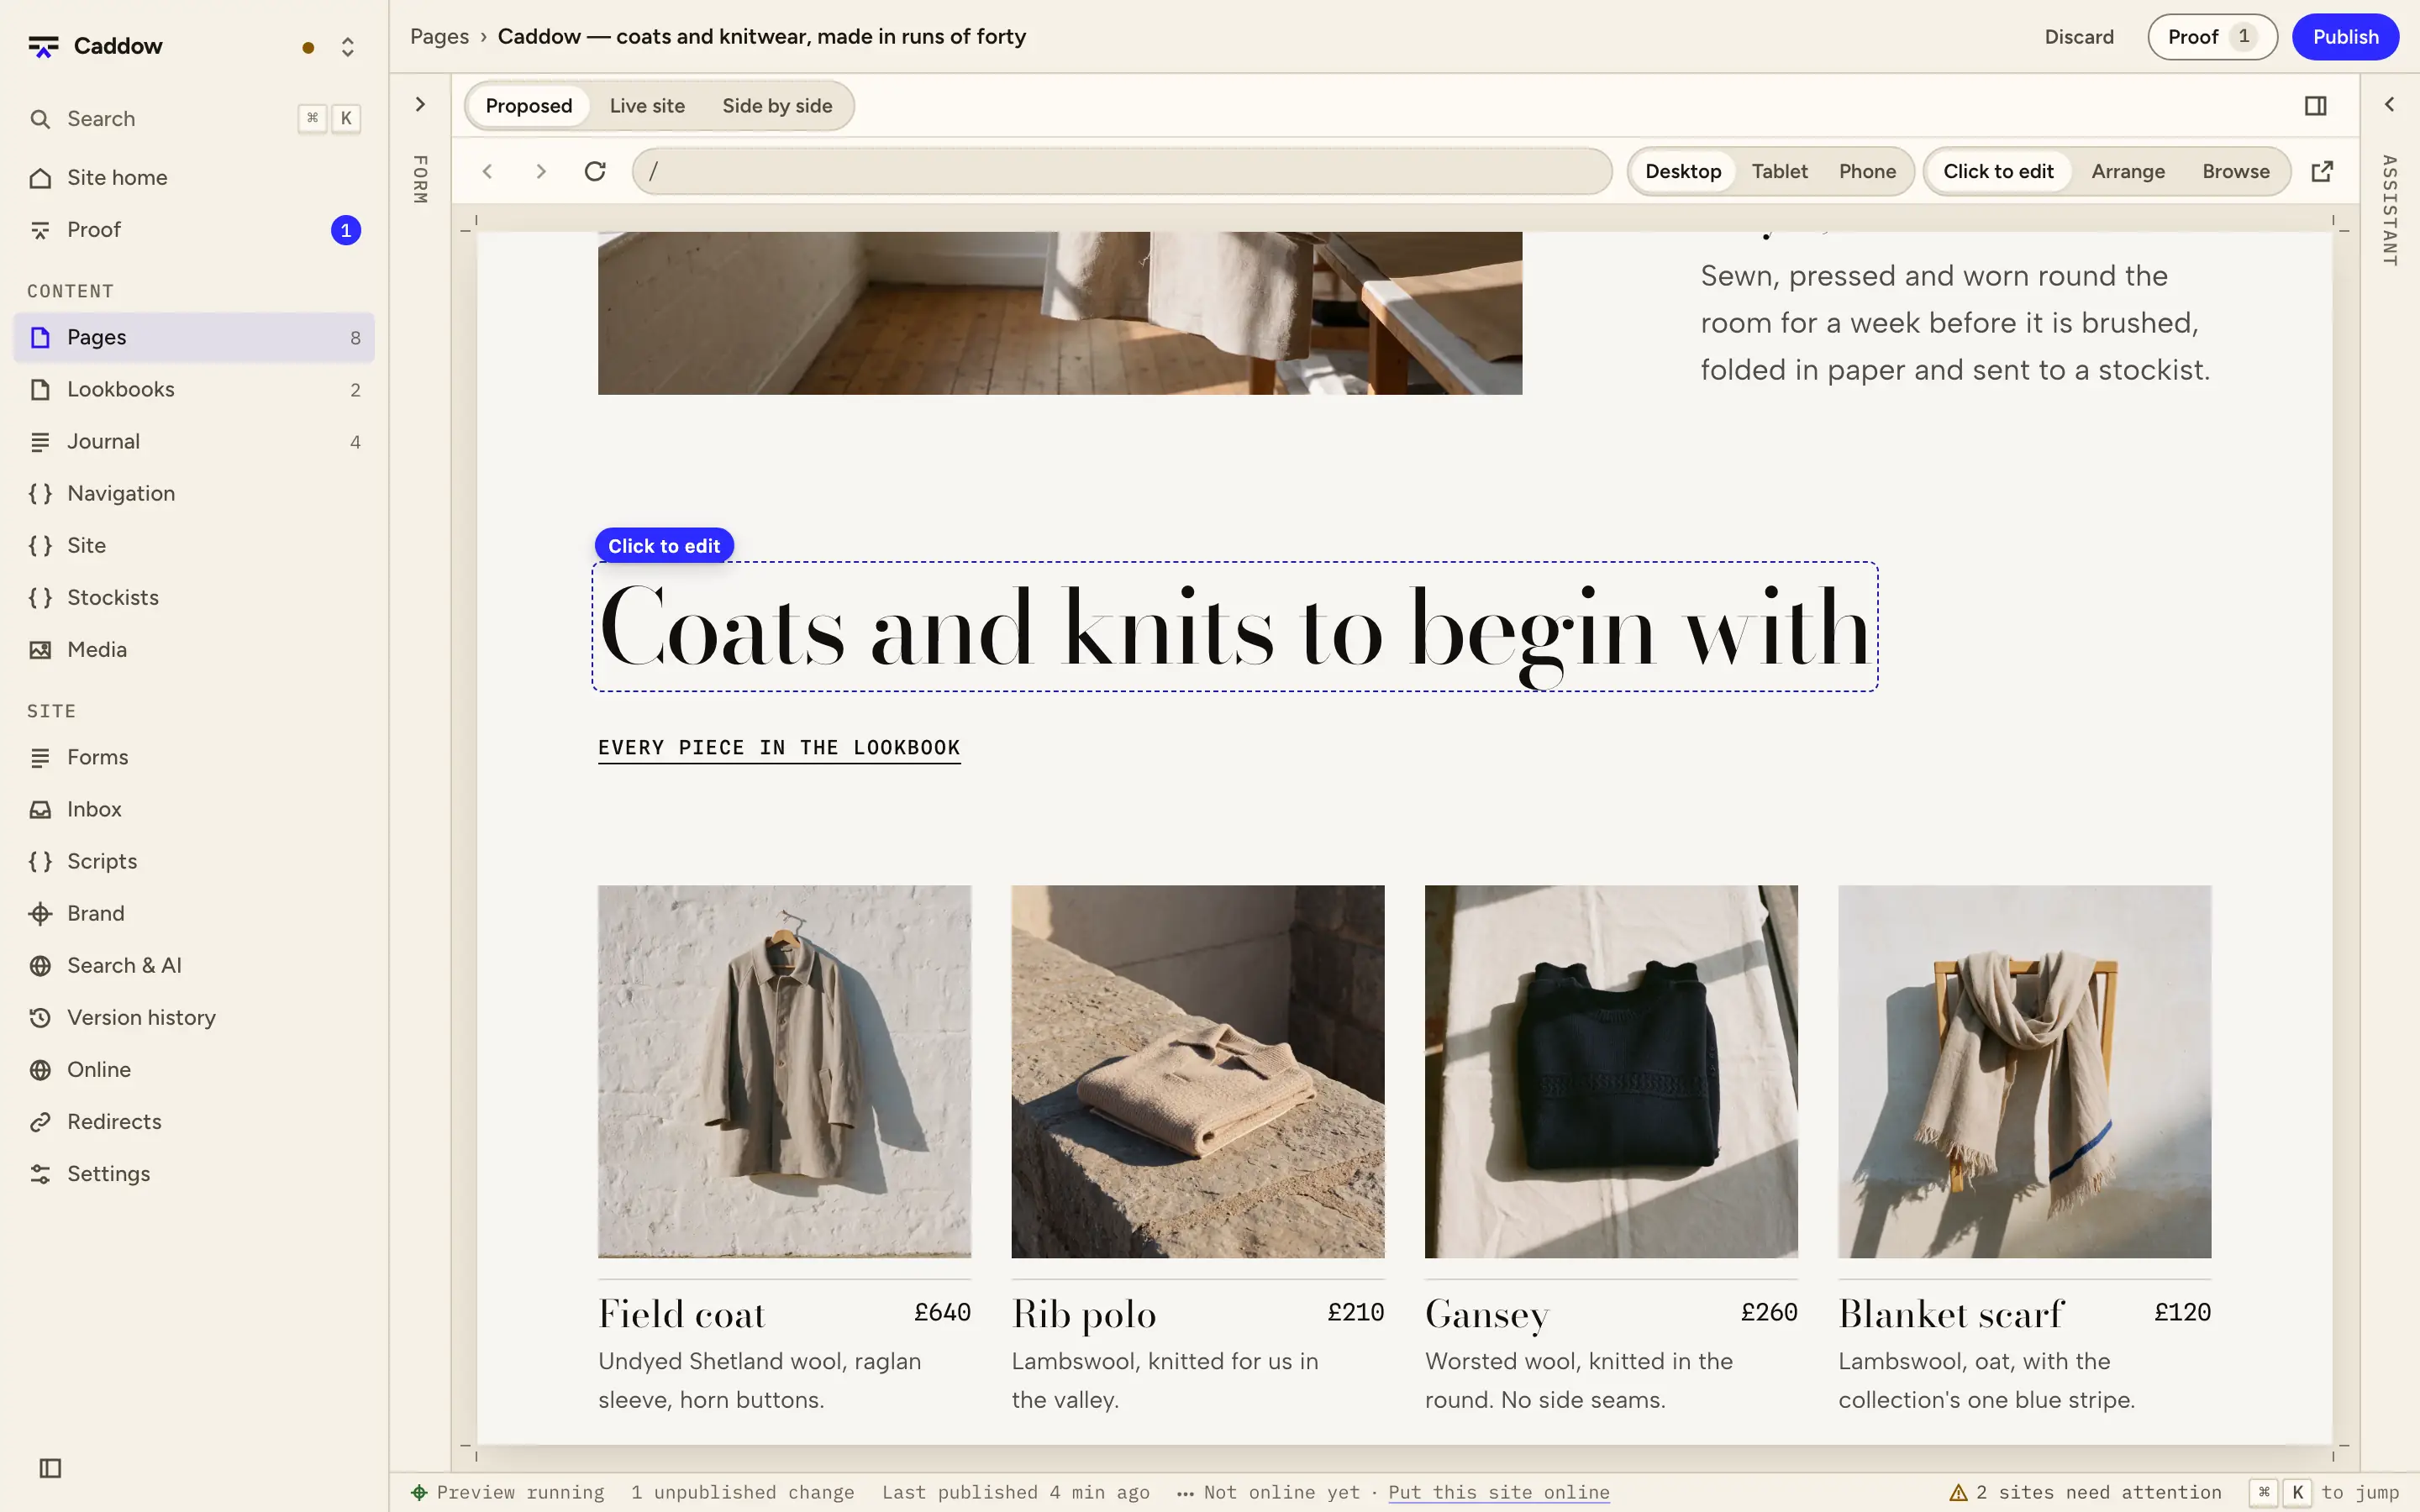 Caddow
Search ⌘ K
Site home
Proof 1
CONTENT
Pages 8
Lookbooks 2
Journal 4
Navigation
Site
Stockists
Media
SITE
Forms
Inbox
Scripts
Brand
Search & AI
Version history
Online
Redirects
Settings
Pages › Caddow — coats and knitwear, made in runs of forty
Discard
Proof 1
Publish
FORM
Proposed
Live site
Side by side
/
Desktop
Tablet
Phone
Click to edit
Arrange
Browse
ASSISTANT
Sewn, pressed and worn round the
room for a week before it is brushed,
folded in paper and sent to a stockist.
Click to edit
Coats and knits to begin with
EVERY PIECE IN THE LOOKBOOK
Field coat £640
Undyed Shetland wool, raglan
sleeve, horn buttons.
Rib polo £210
Lambswool, knitted for us in
the valley.
Gansey £260
Worsted wool, knitted in the
round. No side seams.
Blanket scarf £120
Lambswool, oat, with the
collection's one blue stripe.
Preview running
1 unpublished change
Last published 4 min ago
Not online yet · Put this site online
2 sites need attention
⌘ K to jump